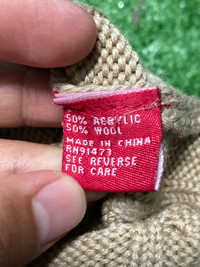 50% ACRYLIC
50% WOOL
MADE IN CHINA
RN91473
SEE REVERSE
FOR CARE